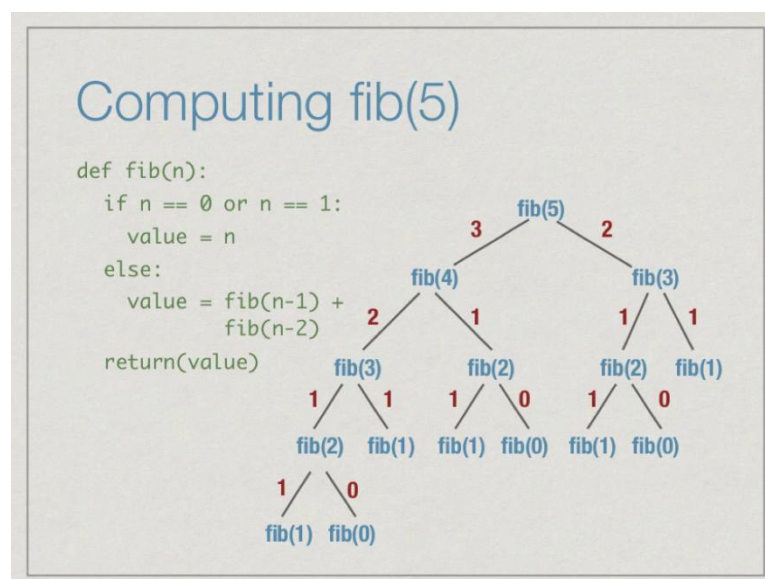 Computing fib(5)
def fib(n):
if n == 0 or n == 1:
value = n
else:
value = fib(n-1) +
fib(n-2)
return(value)
fib(5)
3 2
fib(4) fib(3)
2 1 1 1
fib(3) fib(2) fib(2) fib(1)
1 1 1 0 1 0
fib(2) fib(1) fib(1) fib(0) fib(1) fib(0)
1 0
fib(1) fib(0)